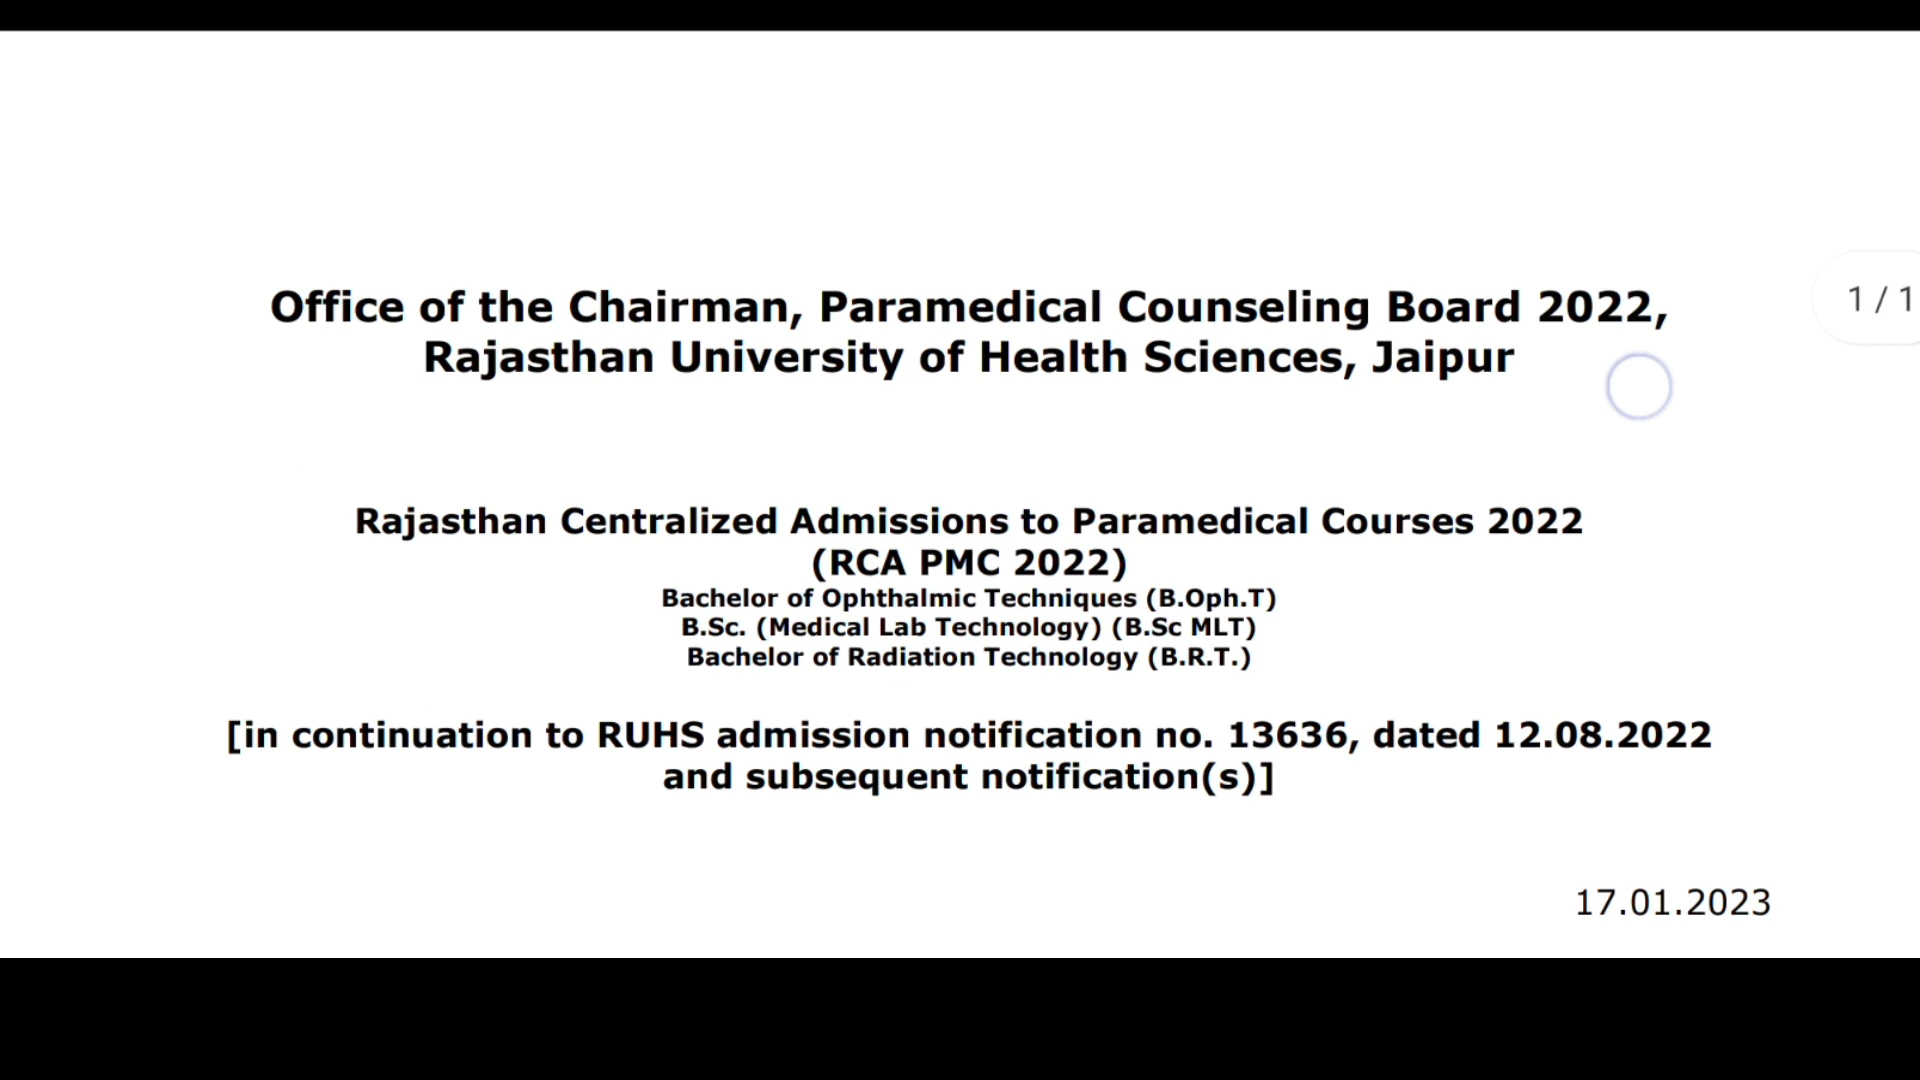 Office of the Chairman, Paramedical Counseling Board 2022,
Rajasthan University of Health Sciences, Jaipur
1 / 1
Rajasthan Centralized Admissions to Paramedical Courses 2022
(RCA PMC 2022)
Bachelor of Ophthalmic Techniques (B.Oph.T)
B.Sc. (Medical Lab Technology) (B.Sc MLT)
Bachelor of Radiation Technology (B.R.T.)
[in continuation to RUHS admission notification no. 13636, dated 12.08.2022
and subsequent notification(s)]
17.01.2023